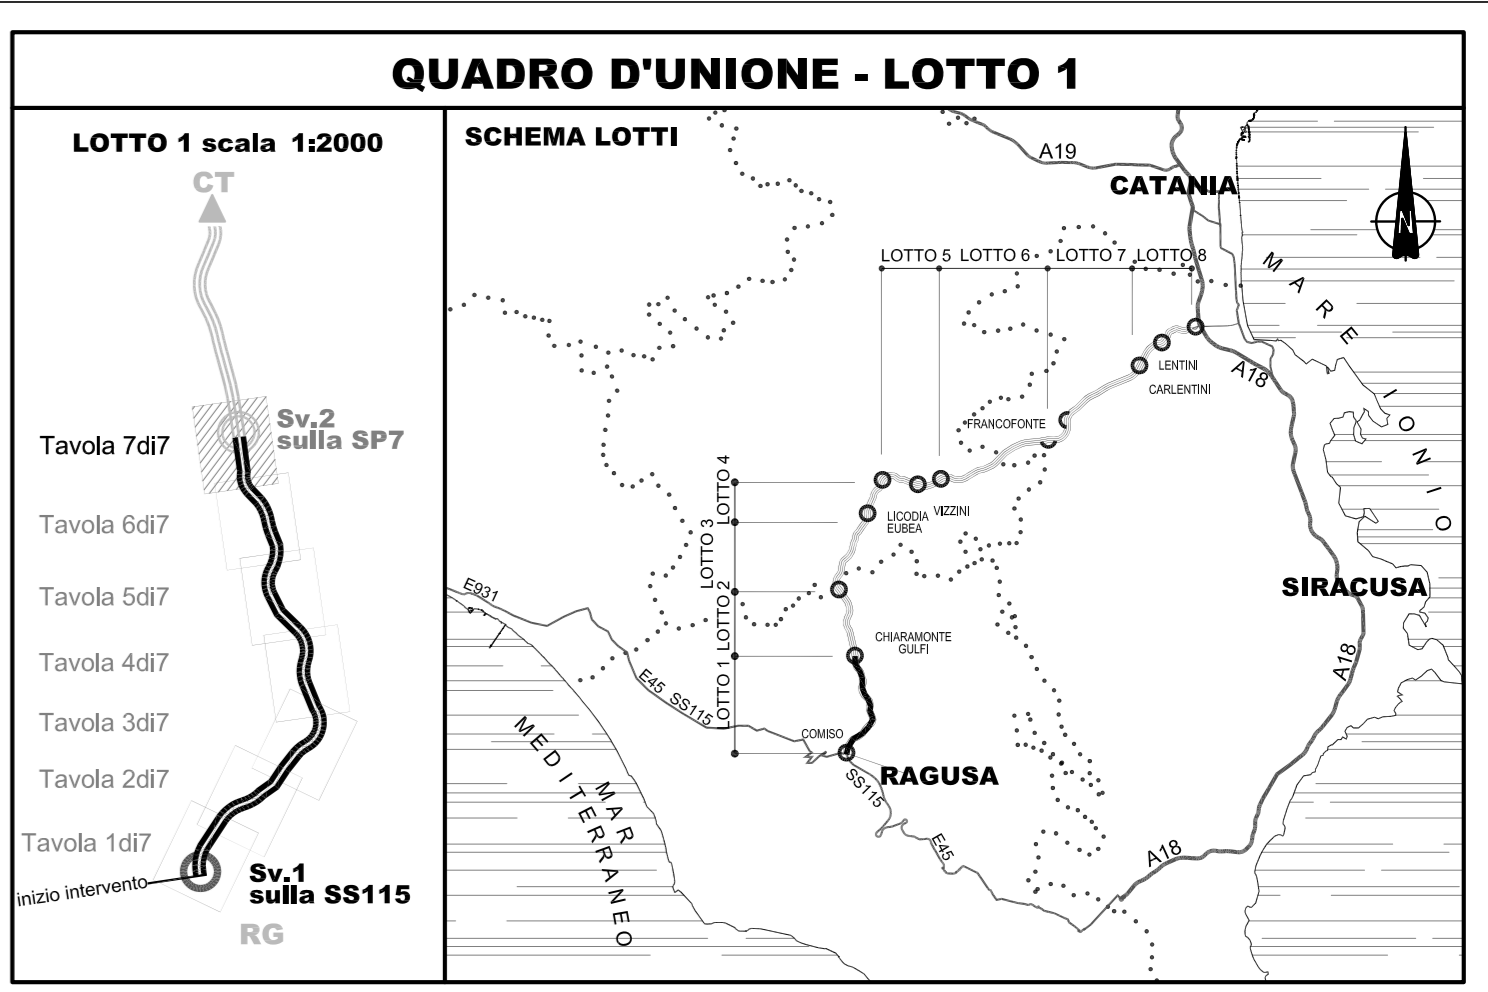 QUADRO D'UNIONE - LOTTO 1
LOTTO 1 scala 1:2000
CT
Sv.2
sulla SP7
Tavola 7di7
Tavola 6di7
Tavola 5di7
Tavola 4di7
Tavola 3di7
Tavola 2di7
Tavola 1di7
inizio intervento
Sv.1
sulla SS115
RG
SCHEMA LOTTI
A19
CATANIA
N
LOTTO 5
LOTTO 6
LOTTO 7
LOTTO 8
MARE IONIO
LENTINI
CARLENTINI
A18
FRANCOFONTE
LOTTO 4
LOTTO 3
LOTTO 2
LOTTO 1
LICODIA
EUBEA
VIZZINI
SIRACUSA
E931
CHIARAMONTE
GULFI
E45 SS115
A18
COMISO
RAGUSA
SS115
MAR
MEDITERRANEO
E45
A18